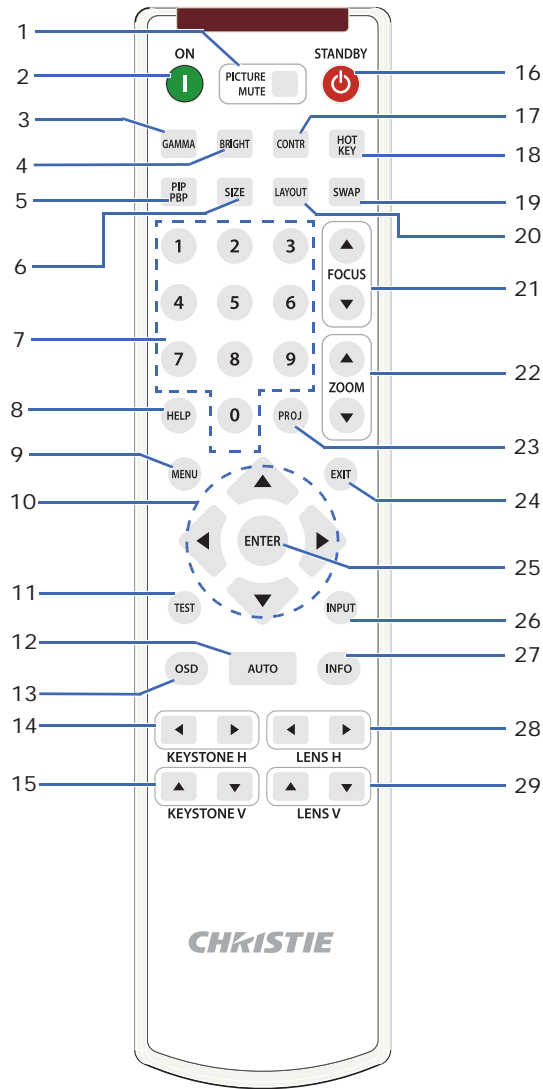 1
ON
STANDBY
2
PICTURE
MUTE
16
3
17
GAMMA
BRIGHT
CONTR
HOT
KEY
4
18
5
PIP
PBP
SIZE
LAYOUT
SWAP
19
6
20
1
2
3
FOCUS
21
4
5
6
7
7
8
9
ZOOM
22
8
HELP
0
PROJ
23
9
MENU
EXIT
24
10
ENTER
25
11
TEST
INPUT
26
12
27
OSD
AUTO
INFO
13
14
28
KEYSTONE H
LENS H
15
29
KEYSTONE V
LENS V
CHRISTIE